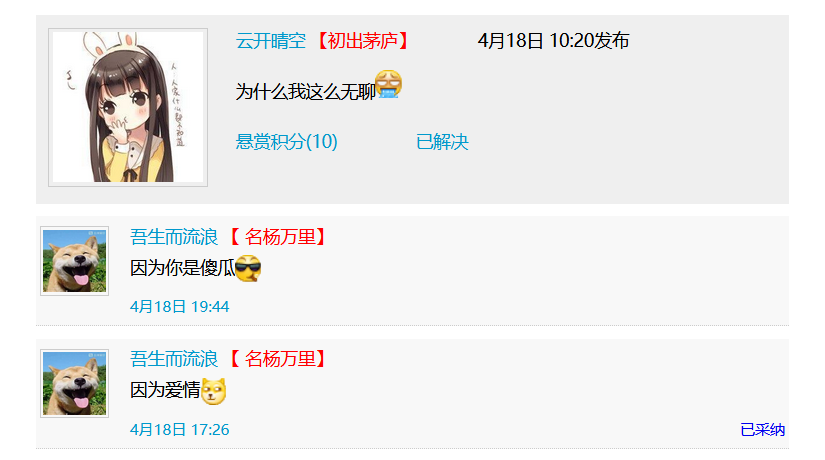 云开晴空 【初出茅庐】 4月18日 10:20发布
为什么我这么无聊
悬赏积分(10) 已解决
吾生而流浪 【 名杨万里】
因为你是傻瓜
4月18日 19:44
吾生而流浪 【 名杨万里】
因为爱情
4月18日 17:26 已采纳